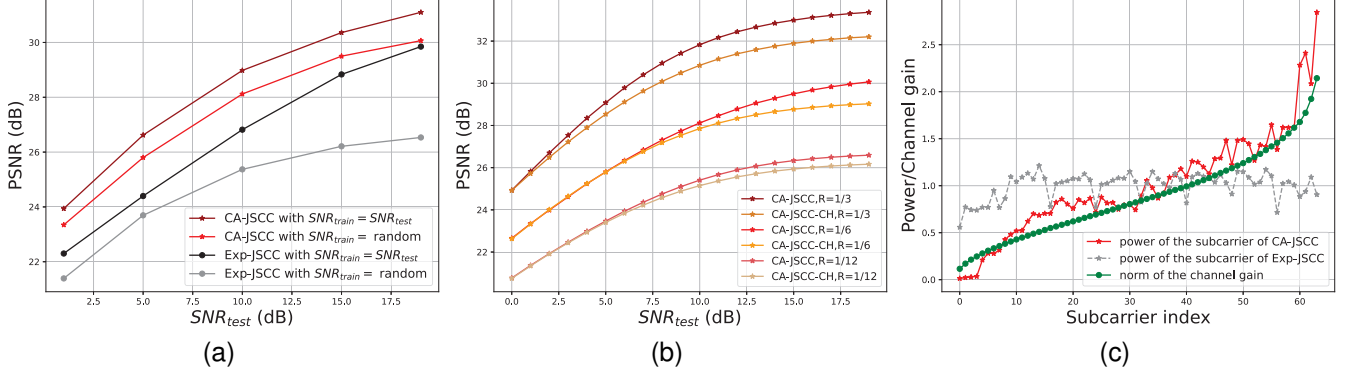 PSNR (dB)
30
28
26
24
22
2.5 5.0 7.5 10.0 12.5 15.0 17.5
SNR_test (dB)
CA-JSCC with SNR_train = SNR_test
CA-JSCC with SNR_train = random
Exp-JSCC with SNR_train = SNR_test
Exp-JSCC with SNR_train = random
(a)
PSNR (dB)
32
30
28
26
24
22
0.0 2.5 5.0 7.5 10.0 12.5 15.0 17.5
SNR_test (dB)
CA-JSCC,R=1/3
CA-JSCC-CH,R=1/3
CA-JSCC,R=1/6
CA-JSCC-CH,R=1/6
CA-JSCC,R=1/12
CA-JSCC-CH,R=1/12
(b)
Power/Channel gain
2.5
2.0
1.5
1.0
0.5
0.0
0 10 20 30 40 50 60
Subcarrier index
power of the subcarrier of CA-JSCC
power of the subcarrier of Exp-JSCC
norm of the channel gain
(c)